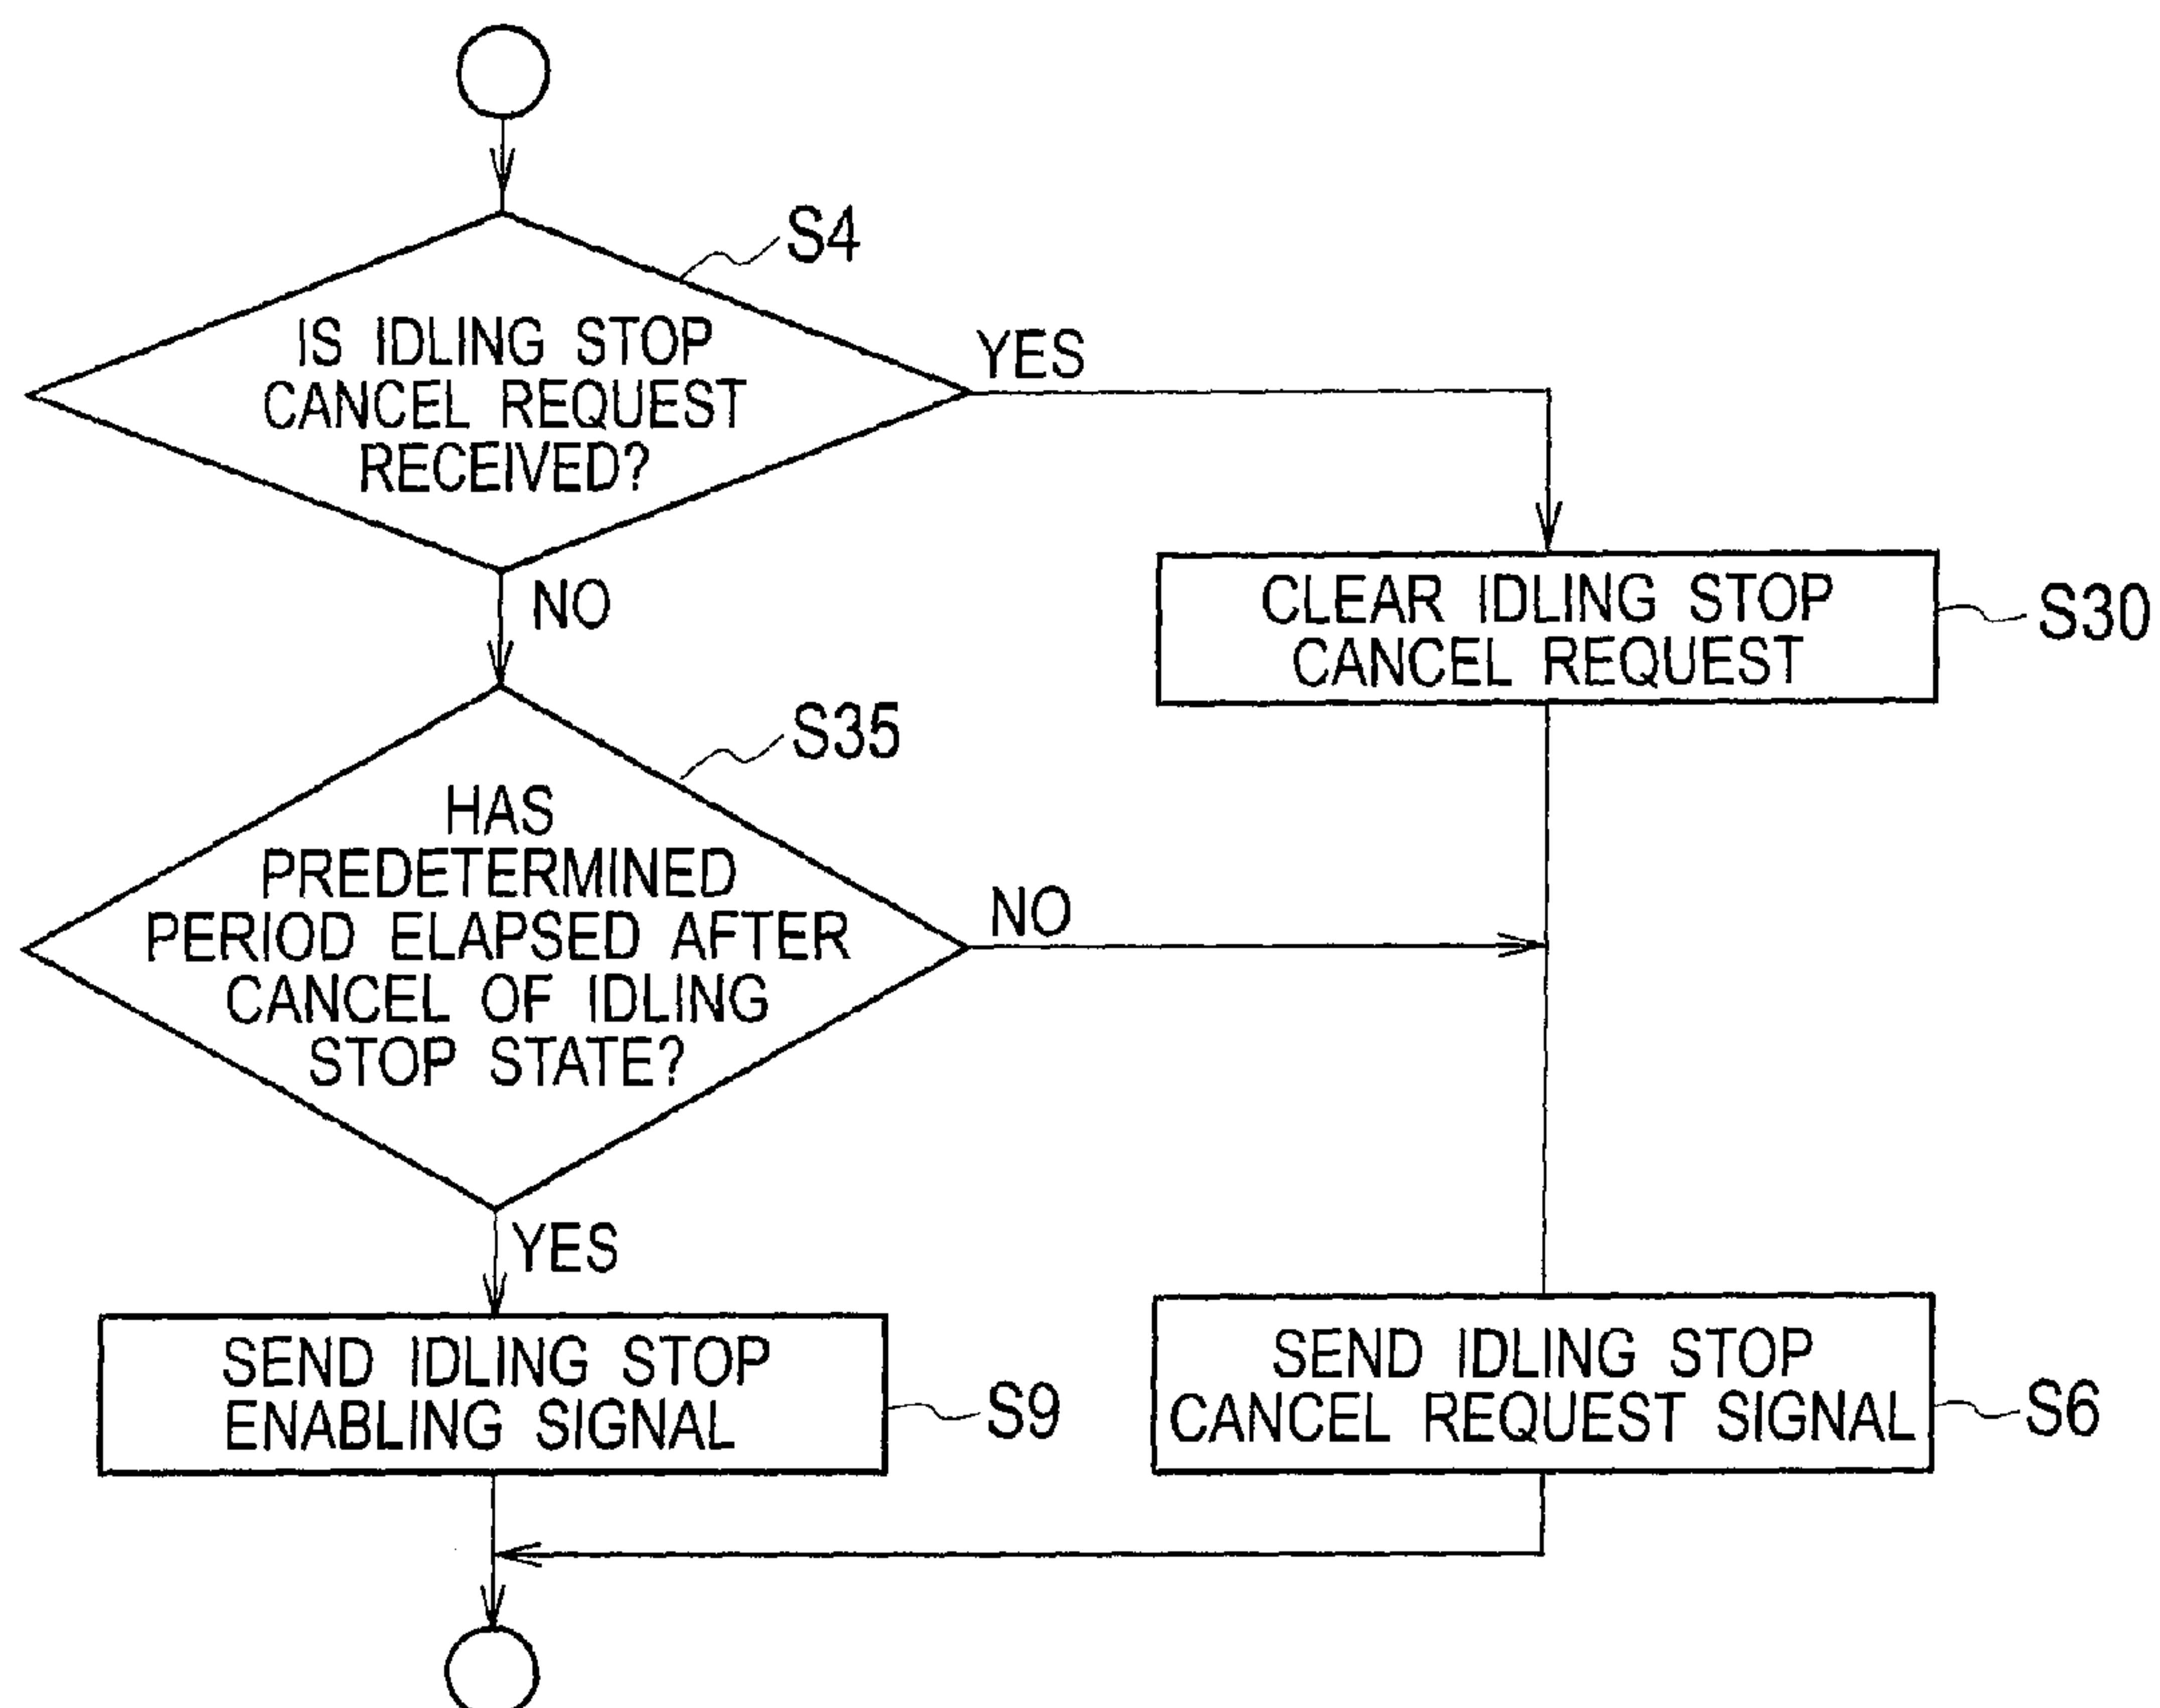 S4
IS IDLING STOP
CANCEL REQUEST
RECEIVED?
YES
NO
CLEAR IDLING STOP
CANCEL REQUEST
S30
S35
HAS
PREDETERMINED
PERIOD ELAPSED AFTER
CANCEL OF IDLING
STOP STATE?
NO
YES
SEND IDLING STOP
ENABLING SIGNAL
S9
SEND IDLING STOP
CANCEL REQUEST SIGNAL
S6